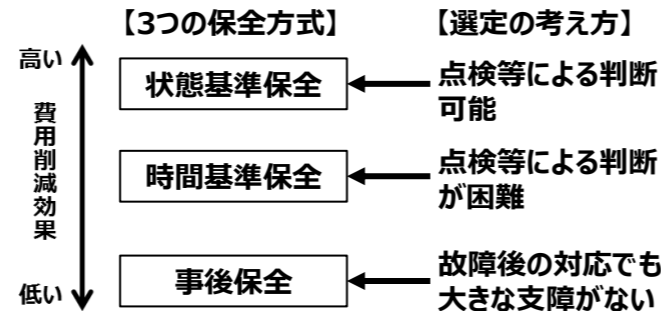 【3つの保全方式】
【選定の考え方】
高い
費用削減効果
低い
状態基準保全
点検等による判断
可能
時間基準保全
点検等による判断
が困難
事後保全
故障後の対応でも
大きな支障がない